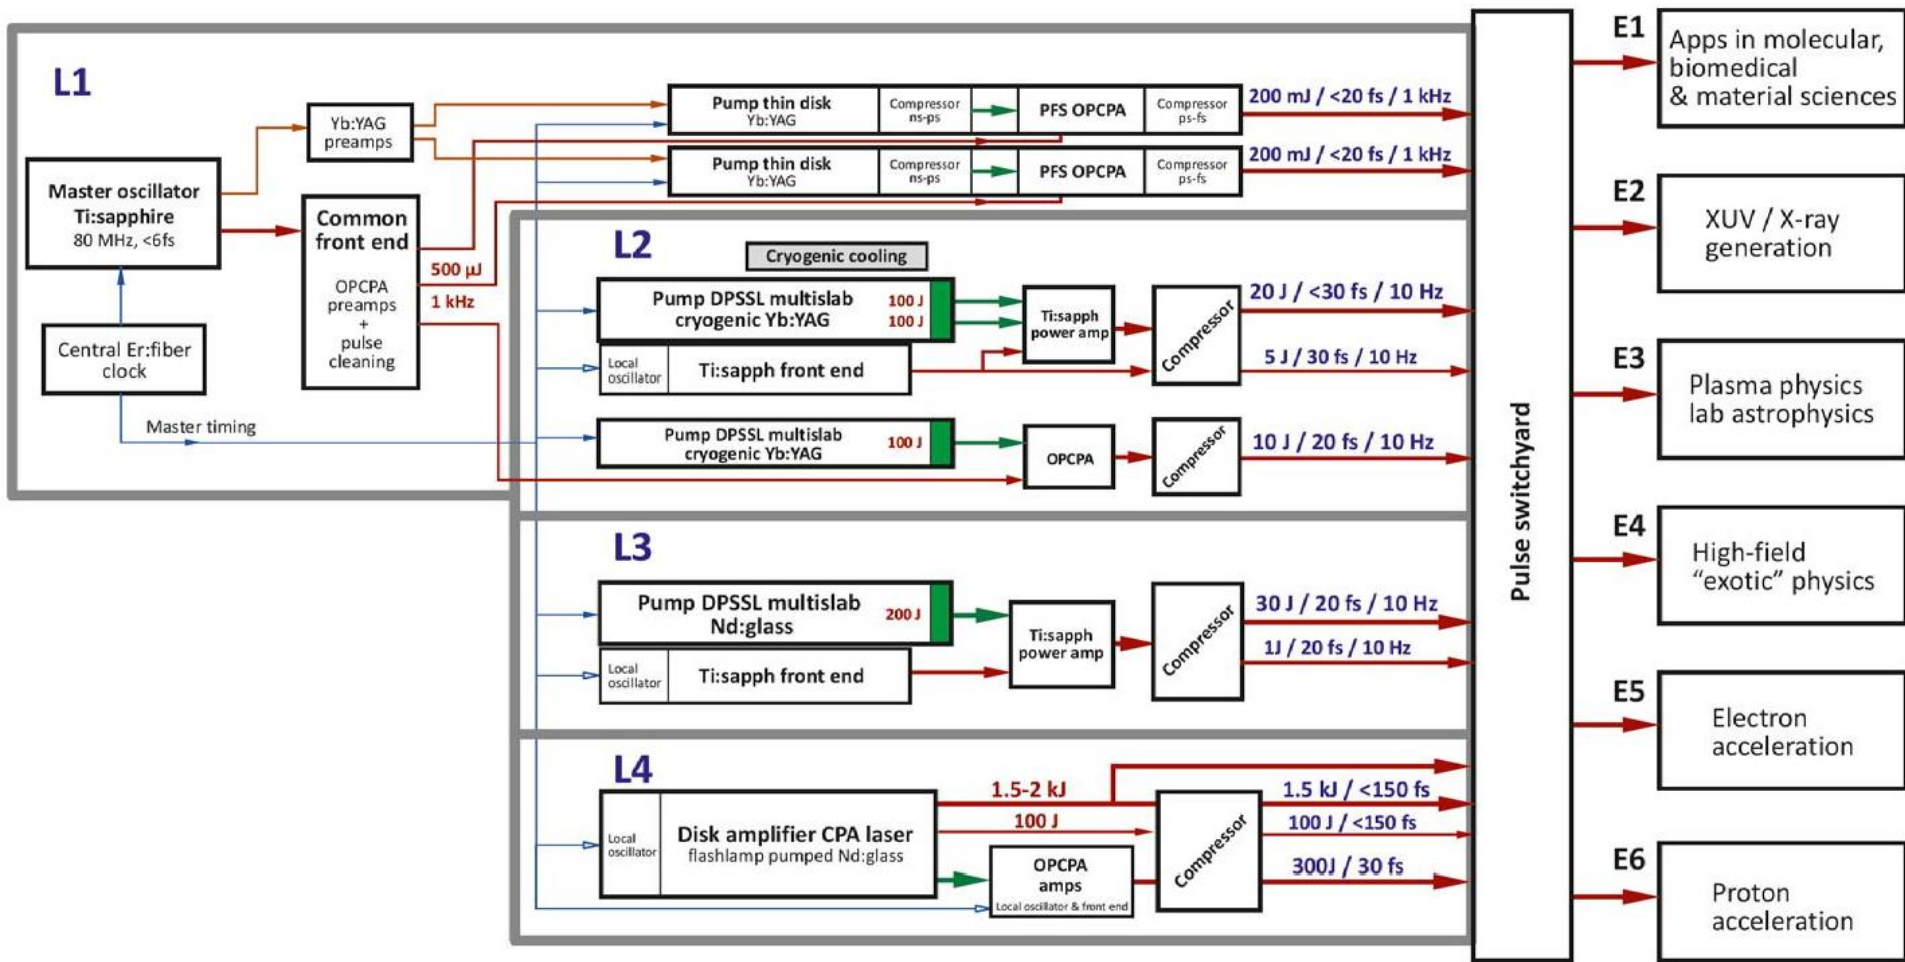 L1
Master oscillator
Ti:sapphire
80 MHz, <6fs
Central Er:fiber
clock
Master timing
Yb:YAG
preamps
Common
front end
OPCPA
preamps
+
pulse
cleaning
500 µJ
1 kHz
Pump thin disk
Yb:YAG
Compressor
ns-ps
PFS OPCPA
Compressor
ps-fs
200 mJ / <20 fs / 1 kHz
Pump thin disk
Yb:YAG
Compressor
ns-ps
PFS OPCPA
Compressor
ps-fs
200 mJ / <20 fs / 1 kHz
L2
Cryogenic cooling
Pump DPSSL multislab
cryogenic Yb:YAG
100 J
100 J
Local
oscillator
Ti:sapph front end
Ti:sapph
power amp
Compressor
20 J / <30 fs / 10 Hz
5 J / 30 fs / 10 Hz
Pump DPSSL multislab
cryogenic Yb:YAG
100 J
OPCPA
Compressor
10 J / 20 fs / 10 Hz
L3
Pump DPSSL multislab
Nd:glass
200 J
Local
oscillator
Ti:sapph front end
Ti:sapph
power amp
Compressor
30 J / 20 fs / 10 Hz
1J / 20 fs / 10 Hz
L4
Local
oscillator
Disk amplifier CPA laser
flashlamp pumped Nd:glass
1.5-2 kJ
100 J
OPCPA
amps
Local oscillator & front end
Compressor
1.5 kJ / <150 fs
100 J / <150 fs
300J / 30 fs
Pulse switchyard
E1
Apps in molecular,
biomedical
& material sciences
E2
XUV / X-ray
generation
E3
Plasma physics
lab astrophysics
E4
High-field
“exotic” physics
E5
Electron
acceleration
E6
Proton
acceleration